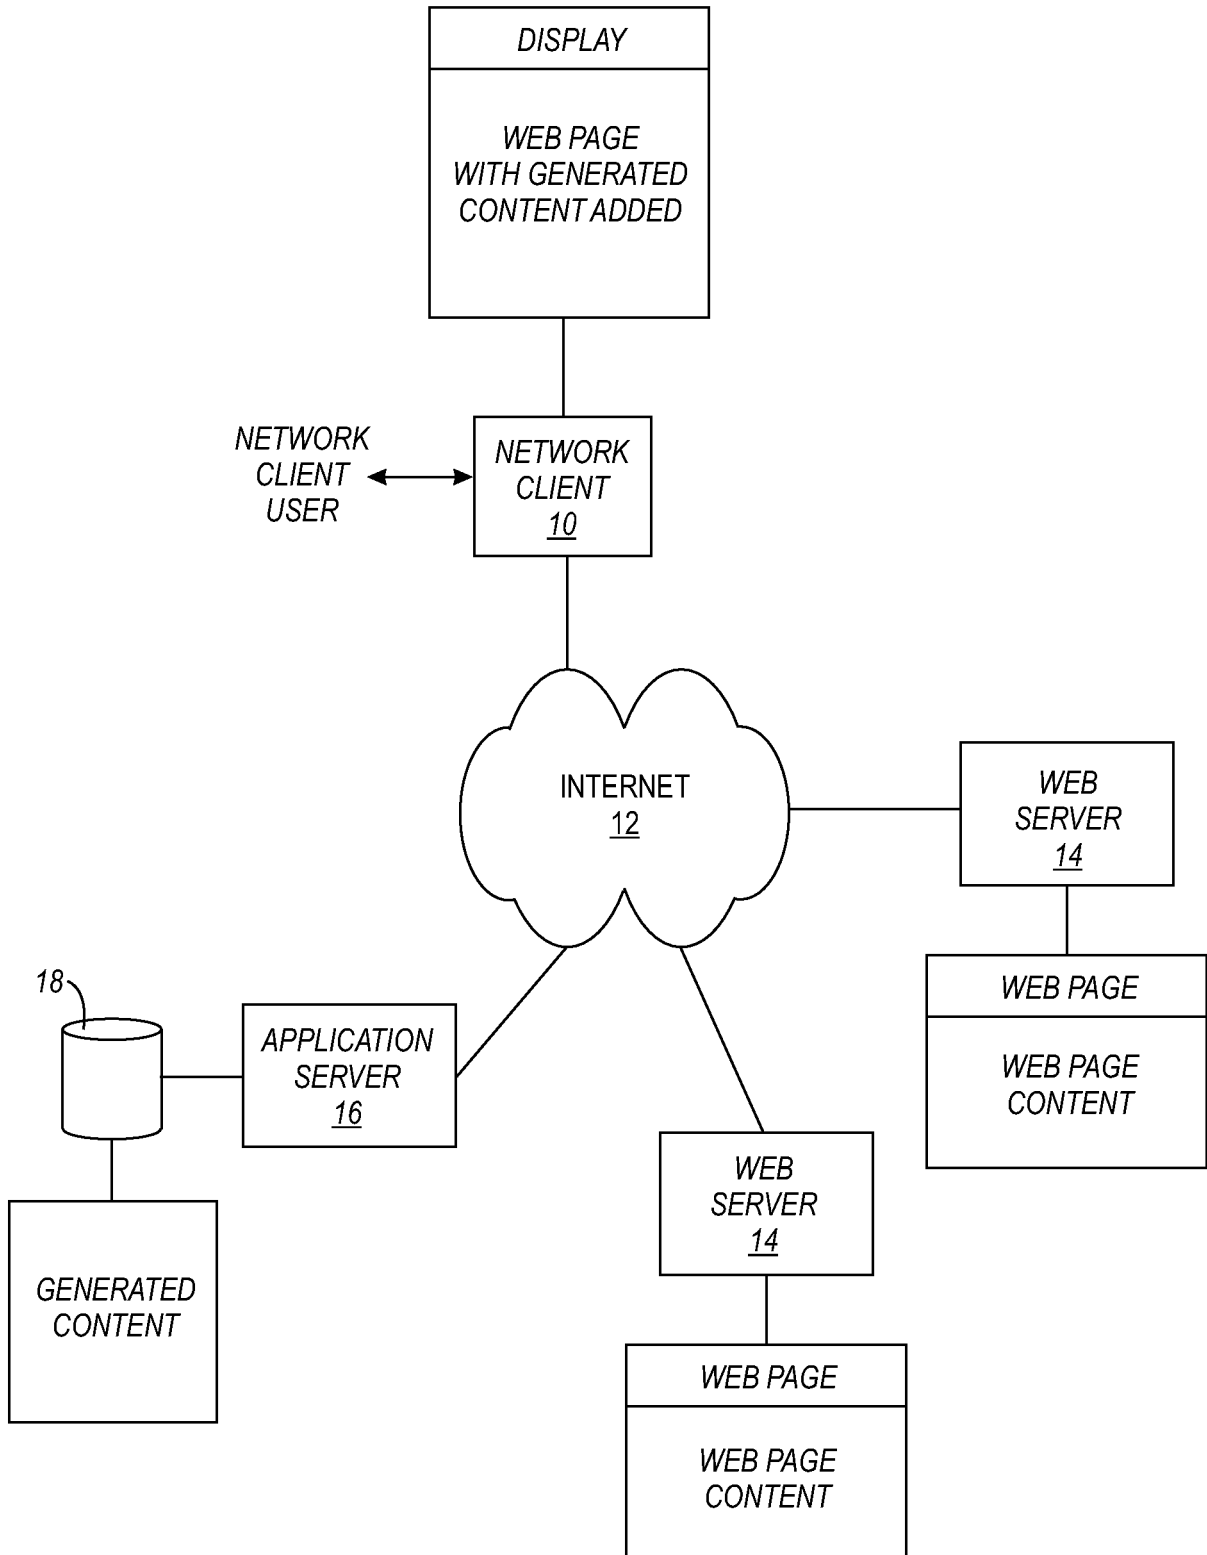 DISPLAY
WEB PAGE
WITH GENERATED
CONTENT ADDED
NETWORK
CLIENT
USER
NETWORK
CLIENT
10
INTERNET
12
WEB
SERVER
14
WEB PAGE
WEB PAGE
CONTENT
18
APPLICATION
SERVER
16
GENERATED
CONTENT
WEB
SERVER
14
WEB PAGE
WEB PAGE
CONTENT